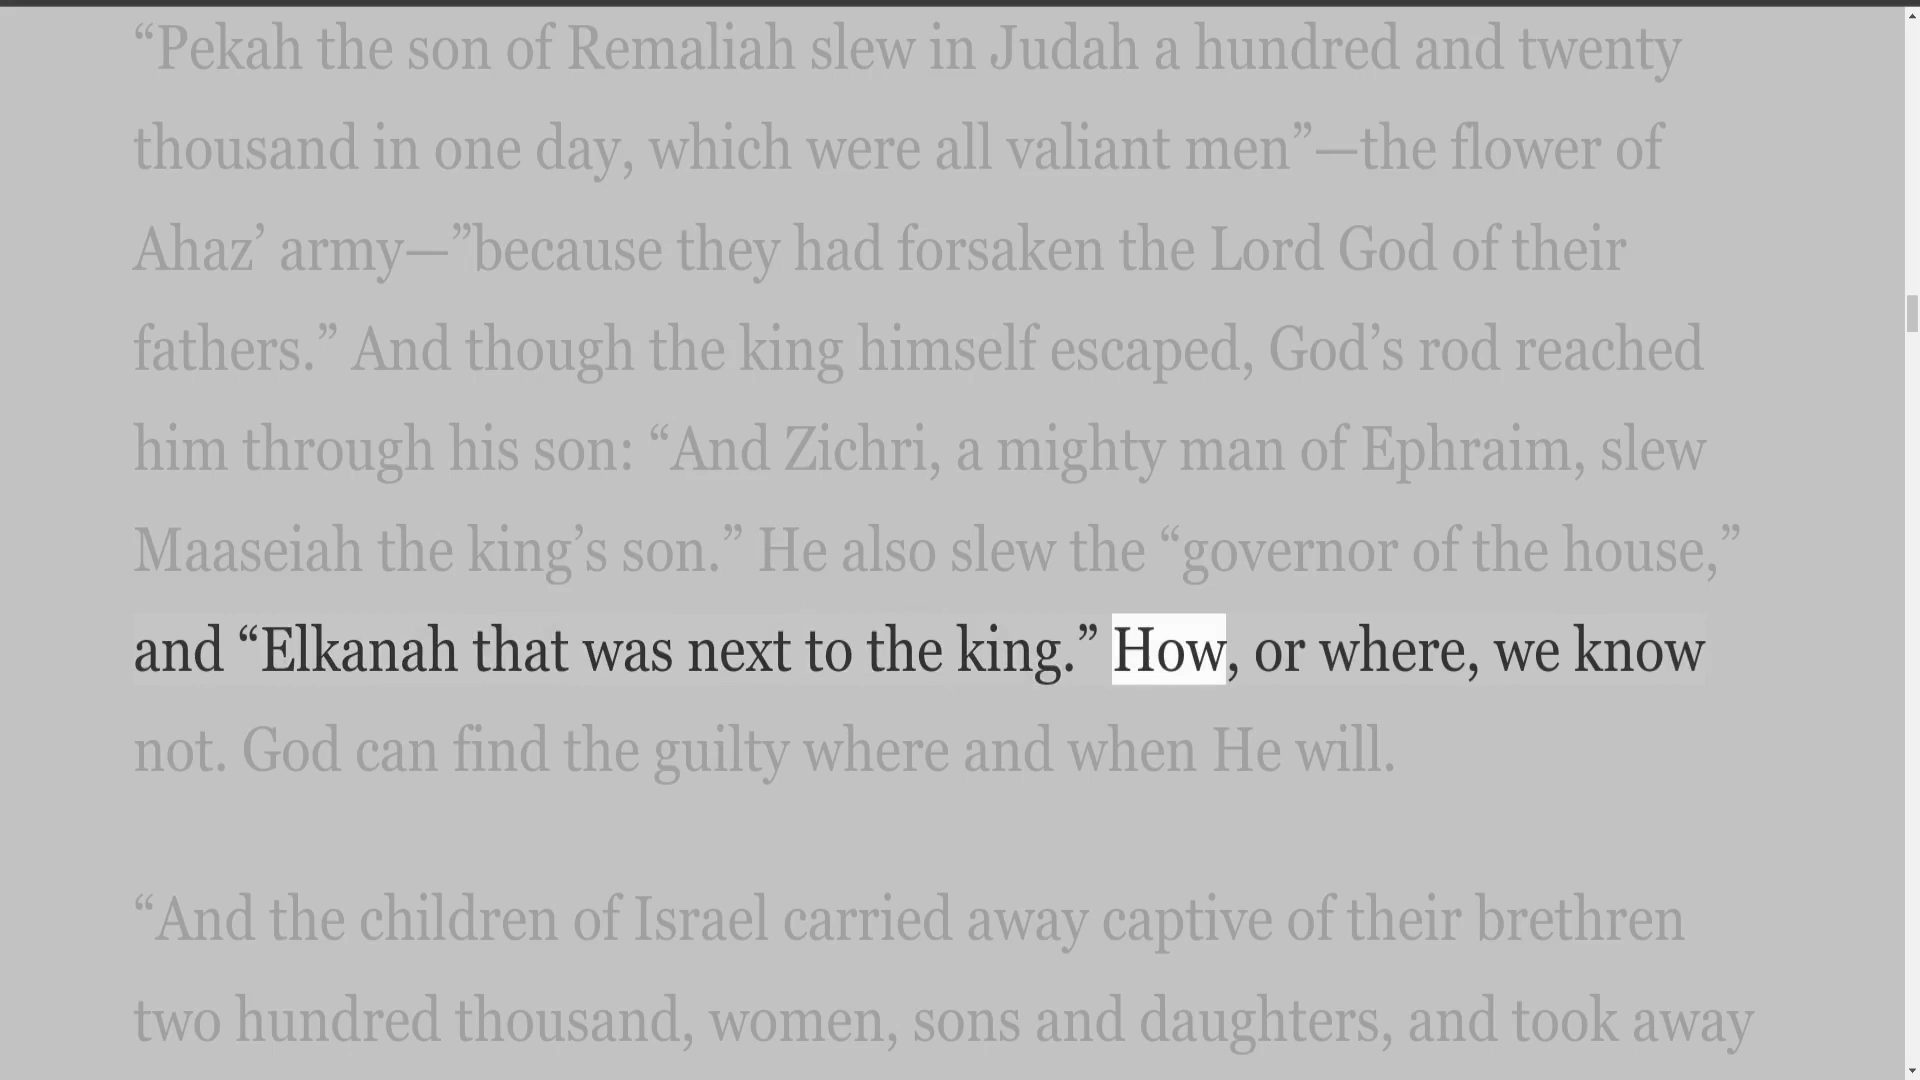 “Pekah the son of Remaliah slew in Judah a hundred and twenty
thousand in one day, which were all valiant men”—the flower of
Ahaz’ army—”because they had forsaken the Lord God of their
fathers.” And though the king himself escaped, God’s rod reached
him through his son: “And Zichri, a mighty man of Ephraim, slew
Maaseiah the king’s son.” He also slew the “governor of the house,”
and “Elkanah that was next to the king.” How, or where, we know
not. God can find the guilty where and when He will.
“And the children of Israel carried away captive of their brethren
two hundred thousand, women, sons and daughters, and took away